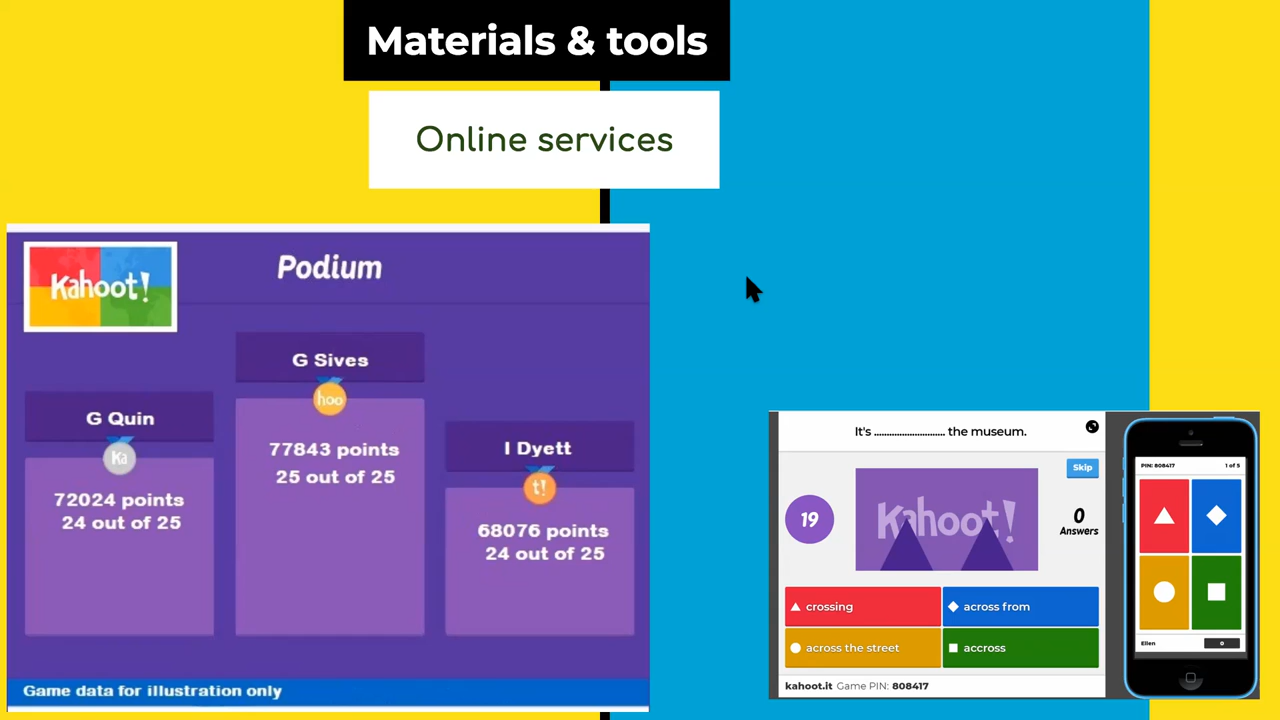 Materials & tools
Online services
Kahoot!
Podium
G Sives
hoo
77843 points
25 out of 25
G Quin
Ka
72024 points
24 out of 25
I Dyett
t!
68076 points
24 out of 25
Game data for illustration only
It's ............................ the museum.
Skip
19
Kahoot!
0
Answers
crossing
across from
across the street
accross
kahoot.it Game PIN: 808417
PIN: 808417 1 of 5
Ellen 0